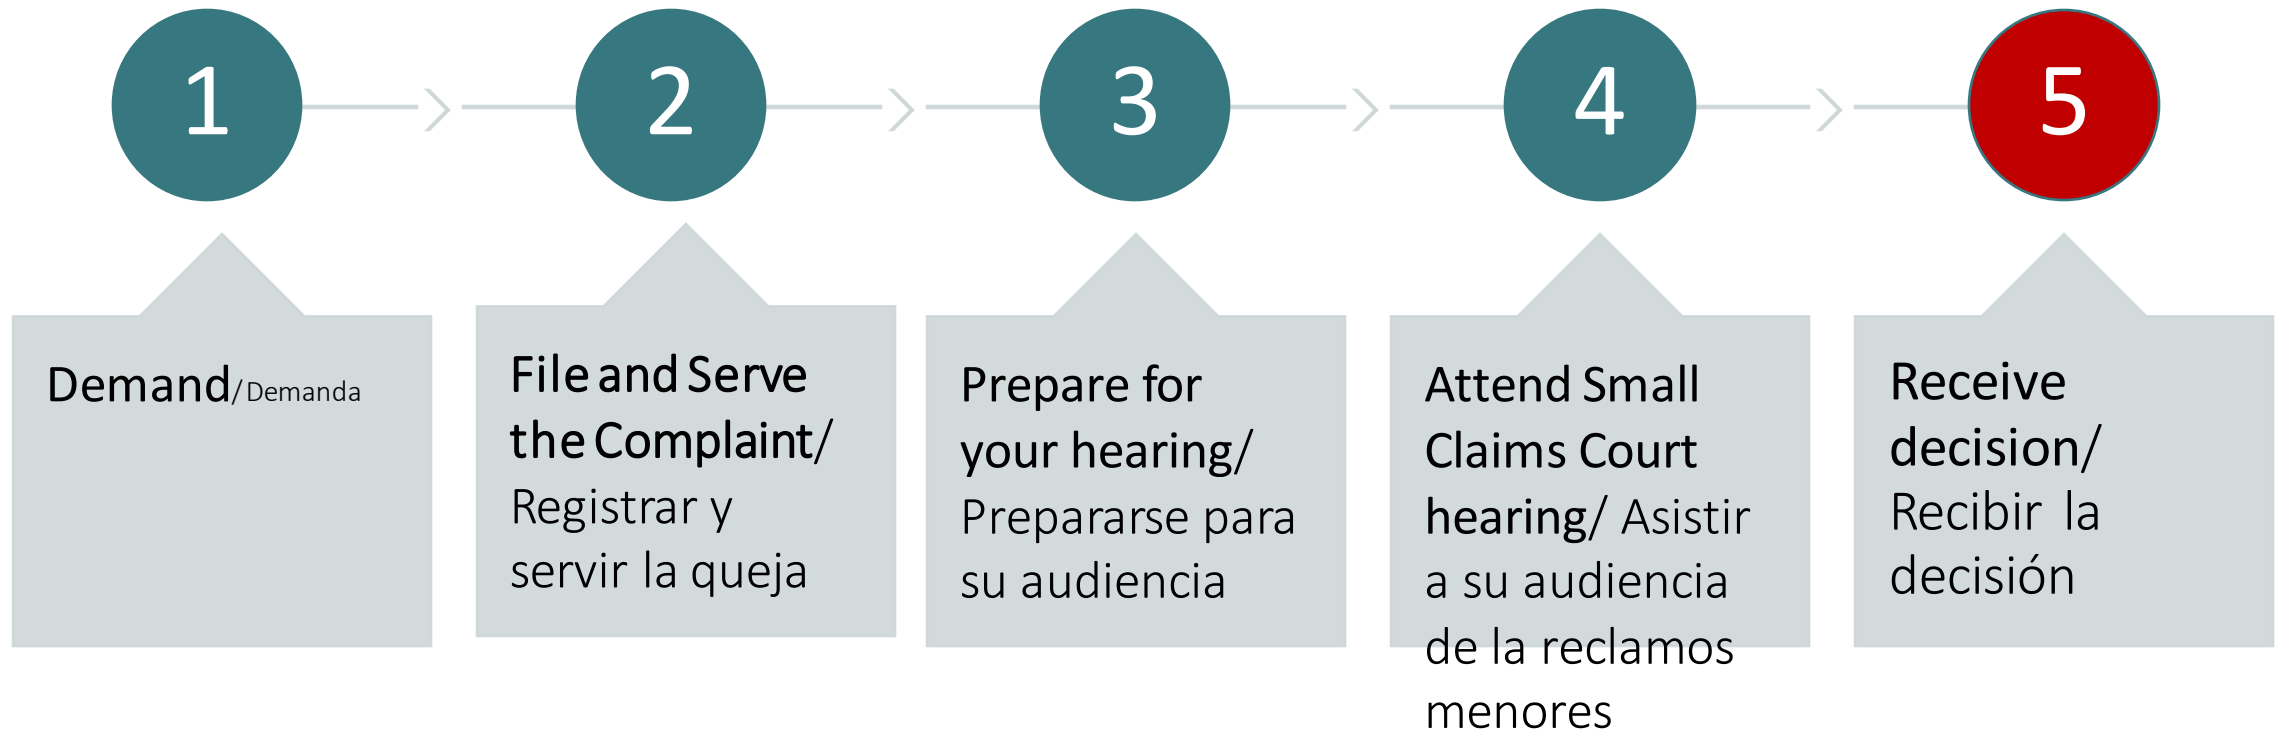 1
2
3
4
5
Demand/Demanda
File and Serve
the Complaint/
Registrar y
servir la queja
Prepare for
your hearing/
Prepararse para
su audiencia
Attend Small
Claims Court
hearing/ Asistir
a su audiencia
de la reclamos
menores
Receive
decision/
Recibir la
decisión